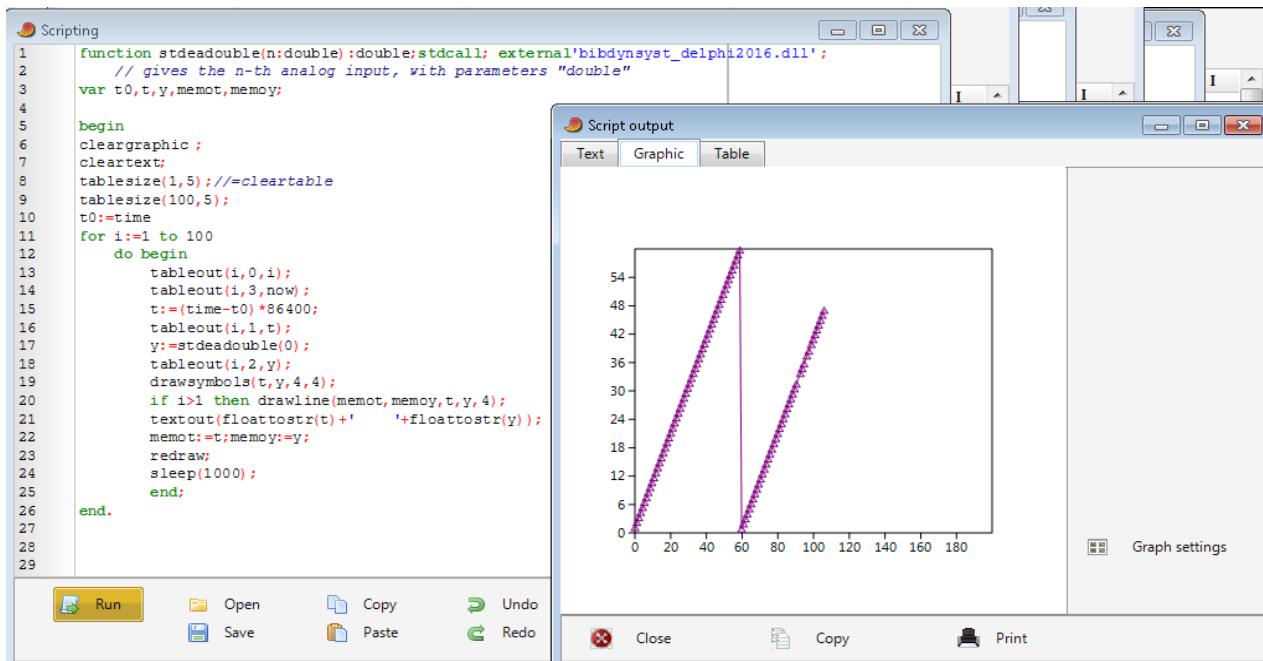 Scripting
1 function stdeadouble(n:double):double;stdcall; external'bibdynsyst_delphi2016.dll';
2 // gives the n-th analog input, with parameters "double"
3 var t0,t,y,memot,memoy;
4
5 begin
6 cleargraphic ;
7 cleartext;
8 tablesize(1,5);//=cleartable
9 tablesize(100,5);
10 t0:=time
11 for i:=1 to 100
12 do begin
13 tableout(i,0,i);
14 tableout(i,3,now);
15 t:=(time-t0)*86400;
16 tableout(i,1,t);
17 y:=stdeadouble(0);
18 tableout(i,2,y);
19 drawsymbols(t,y,4,4);
20 if i>1 then drawline(memot,memoy,t,y,4);
21 textout(floattostr(t)+'    '+floattostr(y));
22 memot:=t;memoy:=y;
23 redraw;
24 sleep(1000);
25 end;
26 end.
27
28
29
Run Open Copy Undo
Save Paste Redo
I I I
Script output
Text Graphic Table
54
48
42
36
30
24
18
12
6
0
0 20 40 60 80 100 120 140 160 180
Graph settings
Close Copy Print